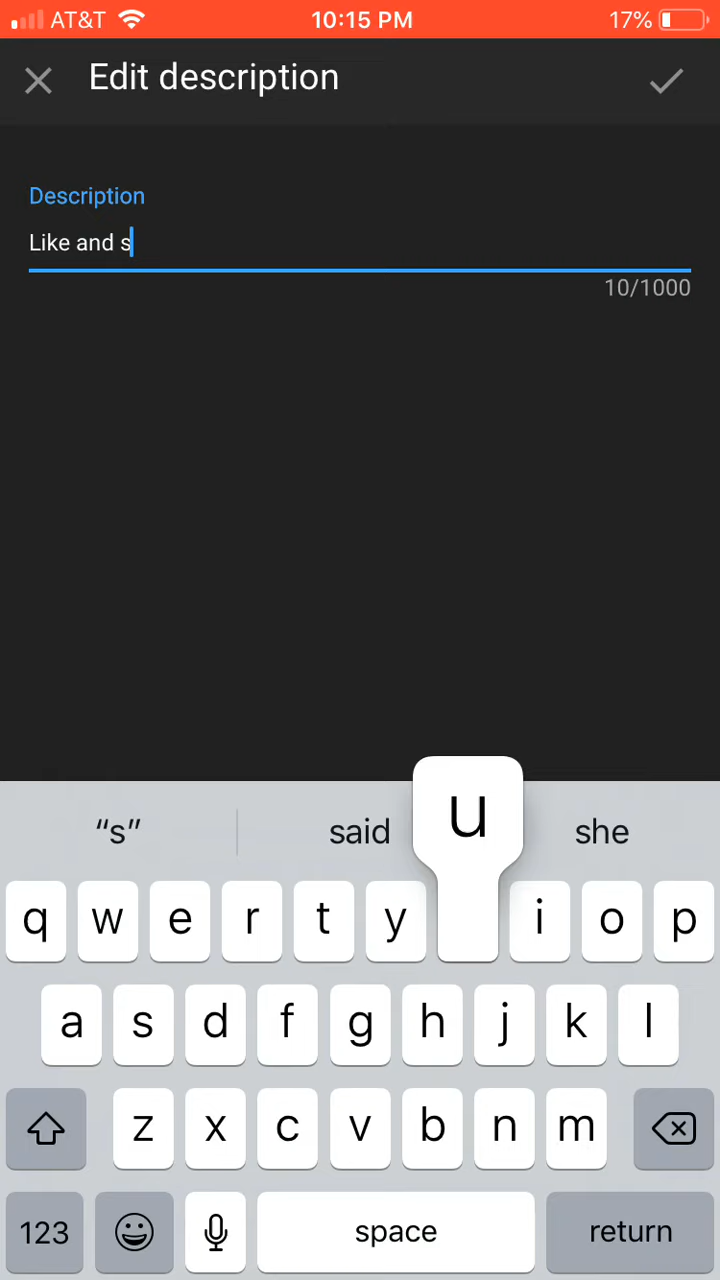 AT&T 10:15 PM 17%
Edit description
Description
Like and s
10/1000
“s” said she
u
q w e r t y i o p
a s d f g h j k l
z x c v b n m
123 space return